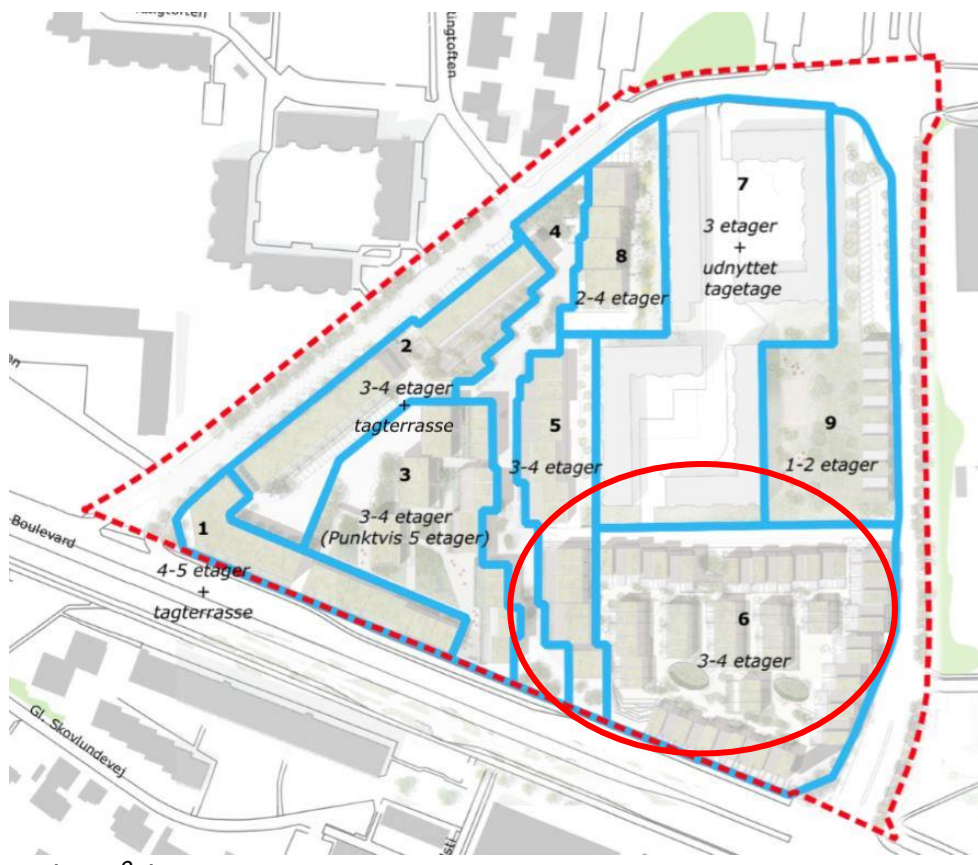 tingtoften
4
7
3 etager
+
udnyttet
tagetage
8
2-4 etager
2
3-4 etager
+
tagterrasse
5
3-4 etager
9
1-2 etager
3
3-4 etager
(Punktvis 5 etager)
1
4-5 etager
+
tagterrasse
Boulevard
6
3-4 etager
Gl. Skovlundevej